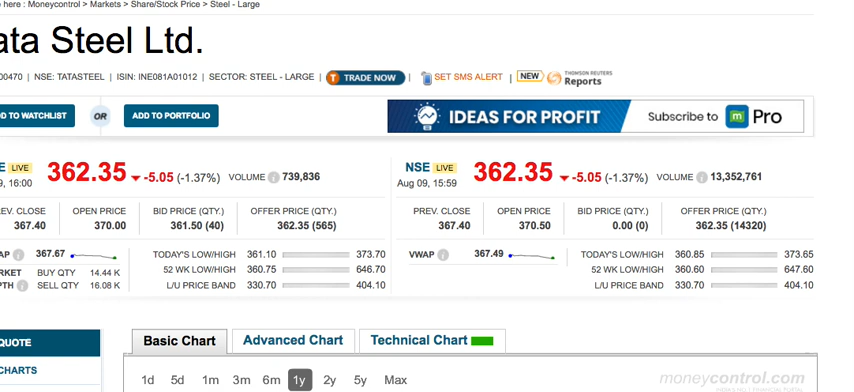 here : Moneycontrol > Markets > Share/Stock Price > Steel - Large
ata Steel Ltd.
00470 | NSE: TATASTEEL | ISIN: INE081A01012 | SECTOR: STEEL - LARGE | T TRADE NOW | SET SMS ALERT | NEW THOMSON REUTERS Reports
DD TO WATCHLIST OR ADD TO PORTFOLIO IDEAS FOR PROFIT Subscribe to m Pro
E LIVE 362.35 -5.05 (-1.37%) VOLUME i 739,836
9, 16:00
NSE LIVE 362.35 -5.05 (-1.37%) VOLUME i 13,352,761
Aug 09, 15:59
EV. CLOSE OPEN PRICE BID PRICE (QTY.) OFFER PRICE (QTY.)
367.40 370.00 361.50 (40) 362.35 (565)
PREV. CLOSE OPEN PRICE BID PRICE (QTY.) OFFER PRICE (QTY.)
367.40 370.50 0.00 (0) 362.35 (14320)
AP i 367.67
RKET BUY QTY 14.44 K
PTH i SELL QTY 16.08 K
TODAY'S LOW/HIGH 361.10 373.70
52 WK LOW/HIGH 360.75 646.70
L/U PRICE BAND 330.70 404.10
VWAP i 367.49
TODAY'S LOW/HIGH 360.85 373.65
52 WK LOW/HIGH 360.60 647.60
L/U PRICE BAND 330.70 404.10
QUOTE
CHARTS
Basic Chart Advanced Chart Technical Chart
1d 5d 1m 3m 6m 1y 2y 5y Max
moneycontrol.com